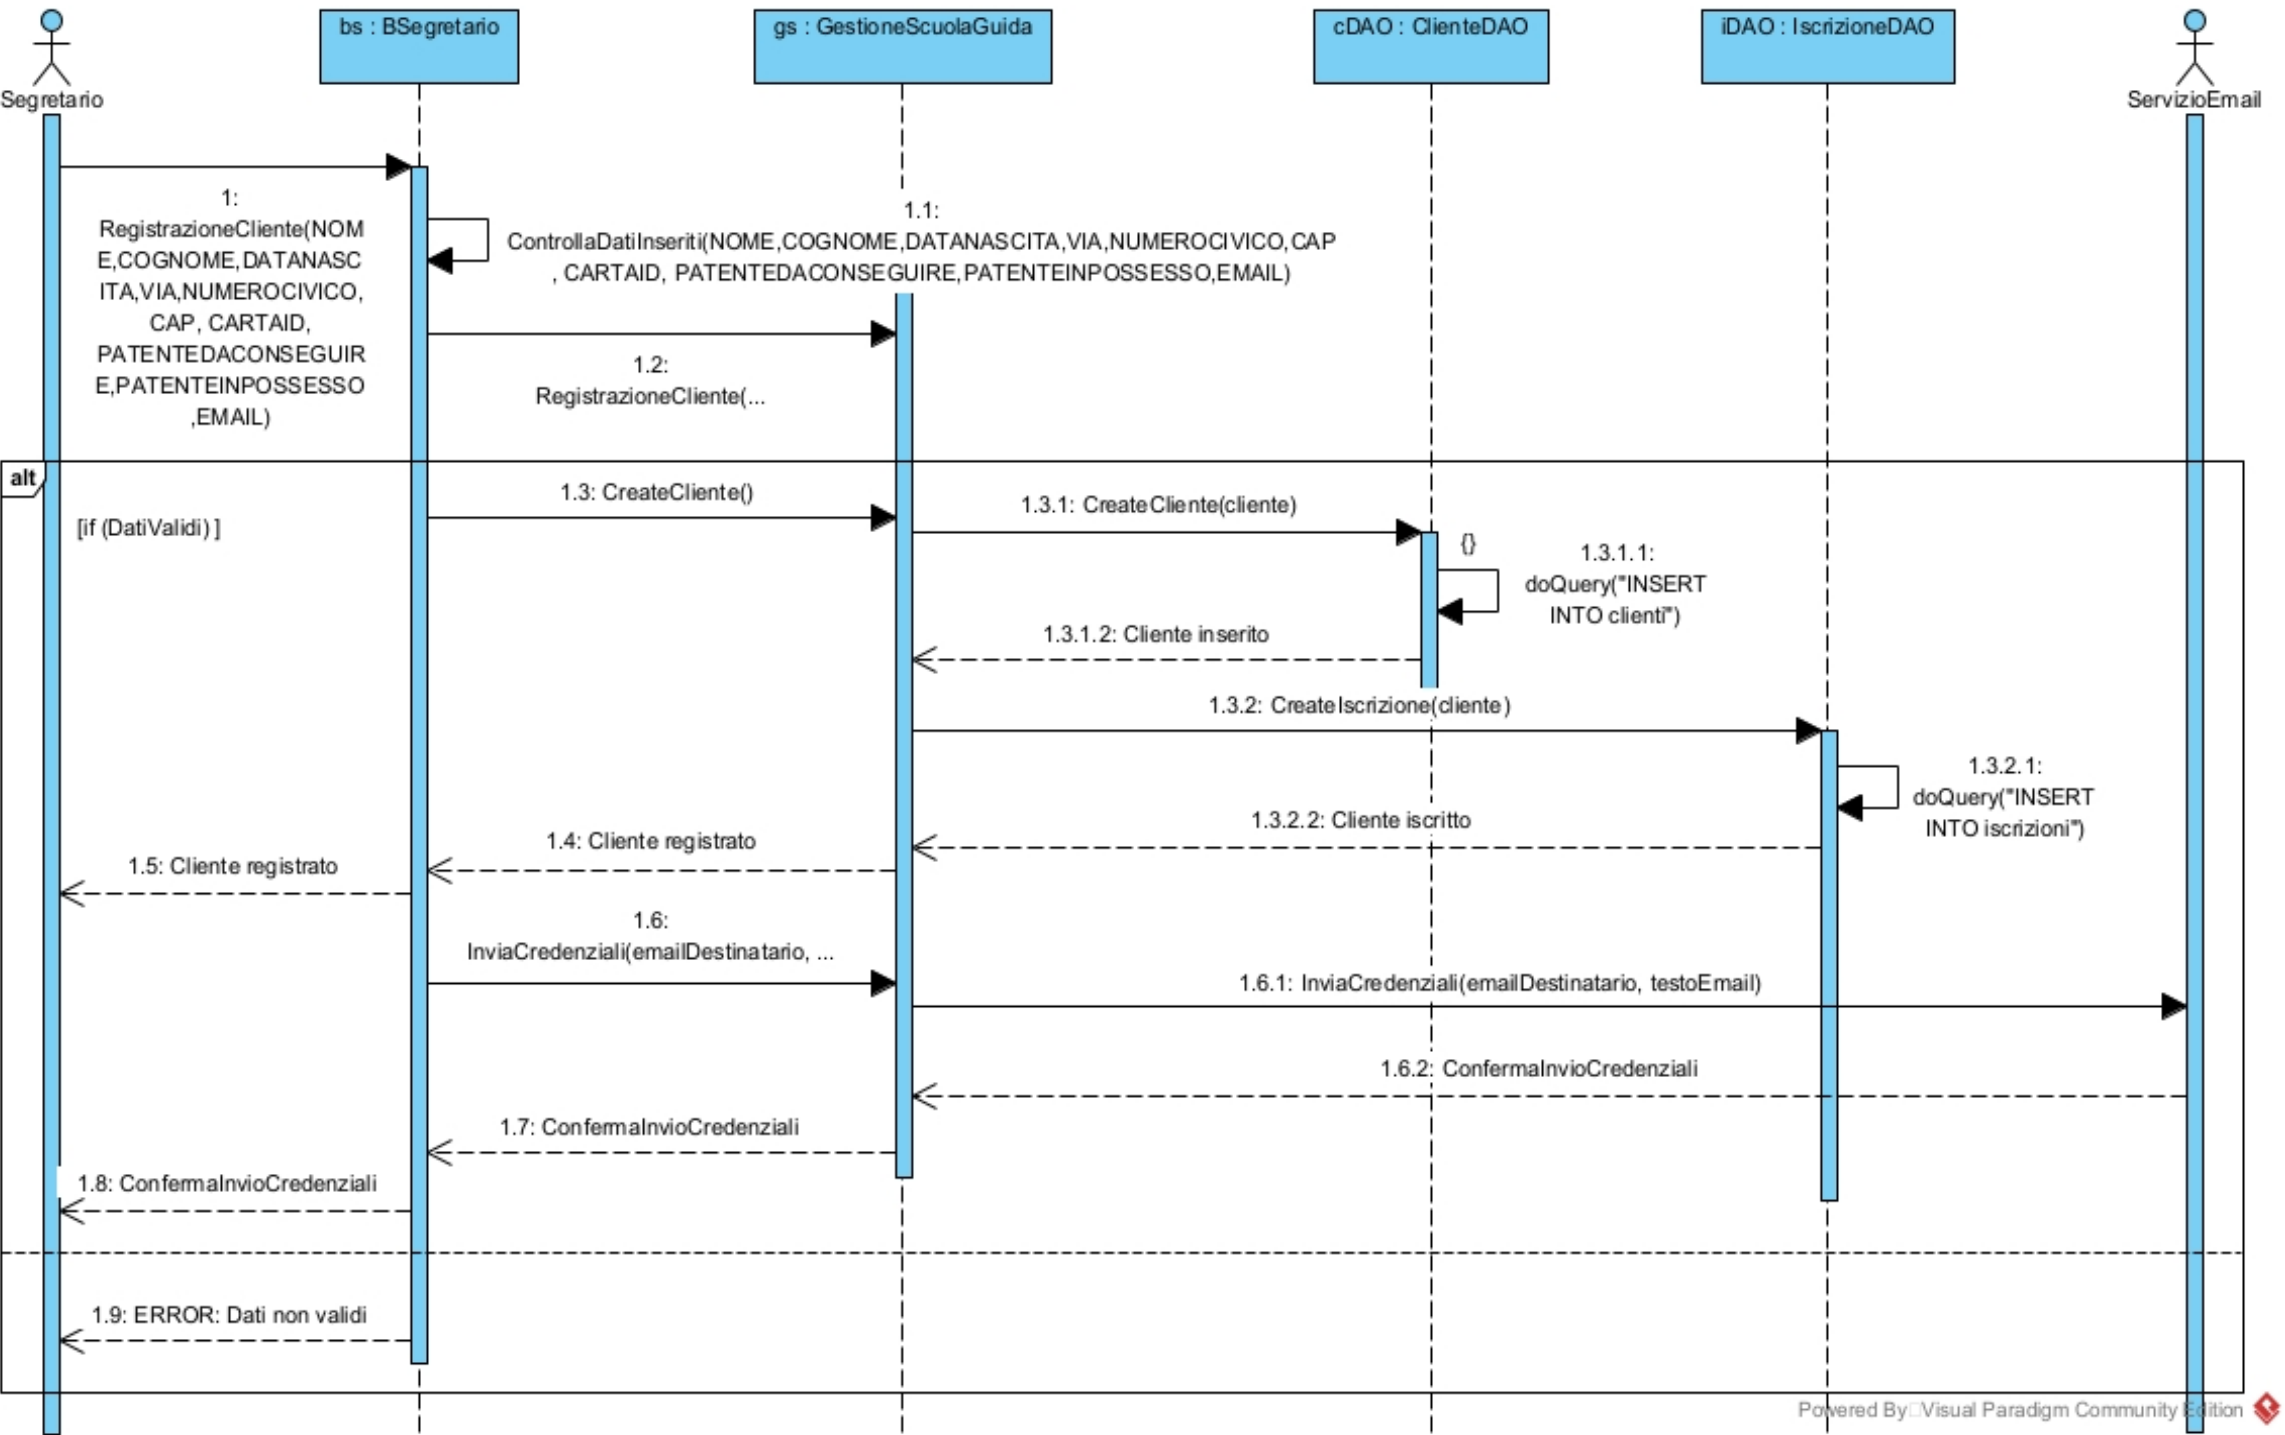 Segretario
bs : BSegretario
gs : GestioneScuolaGuida
cDAO : ClienteDAO
iDAO : IscrizioneDAO
ServizioEmail
1:
RegistrazioneCliente(NOM
E,COGNOME,DATANASC
ITA,VIA,NUMEROCIVICO,
CAP, CARTAID,
PATENTEDACONSEGUIR
E,PATENTEINPOSSESSO
,EMAIL)
1.1:
ControllaDatiInseriti(NOME,COGNOME,DATANASCITA,VIA,NUMEROCIVICO,CAP
, CARTAID, PATENTEDACONSEGUIRE,PATENTEINPOSSESSO,EMAIL)
1.2:
RegistrazioneCliente(...
alt
[if (DatiValidi) ]
1.3: CreateCliente()
1.3.1: CreateCliente(cliente)
{}
1.3.1.1:
doQuery("INSERT
INTO clienti")
1.3.1.2: Cliente inserito
1.3.2: CreateIscrizione(cliente)
1.3.2.1:
doQuery("INSERT
INTO iscrizioni")
1.3.2.2: Cliente iscritto
1.4: Cliente registrato
1.5: Cliente registrato
1.6:
InviaCredenziali(emailDestinatario, ...
1.6.1: InviaCredenziali(emailDestinatario, testoEmail)
1.6.2: ConfermaInvioCredenziali
1.7: ConfermaInvioCredenziali
1.8: ConfermaInvioCredenziali
1.9: ERROR: Dati non validi
Powered By Visual Paradigm Community Edition